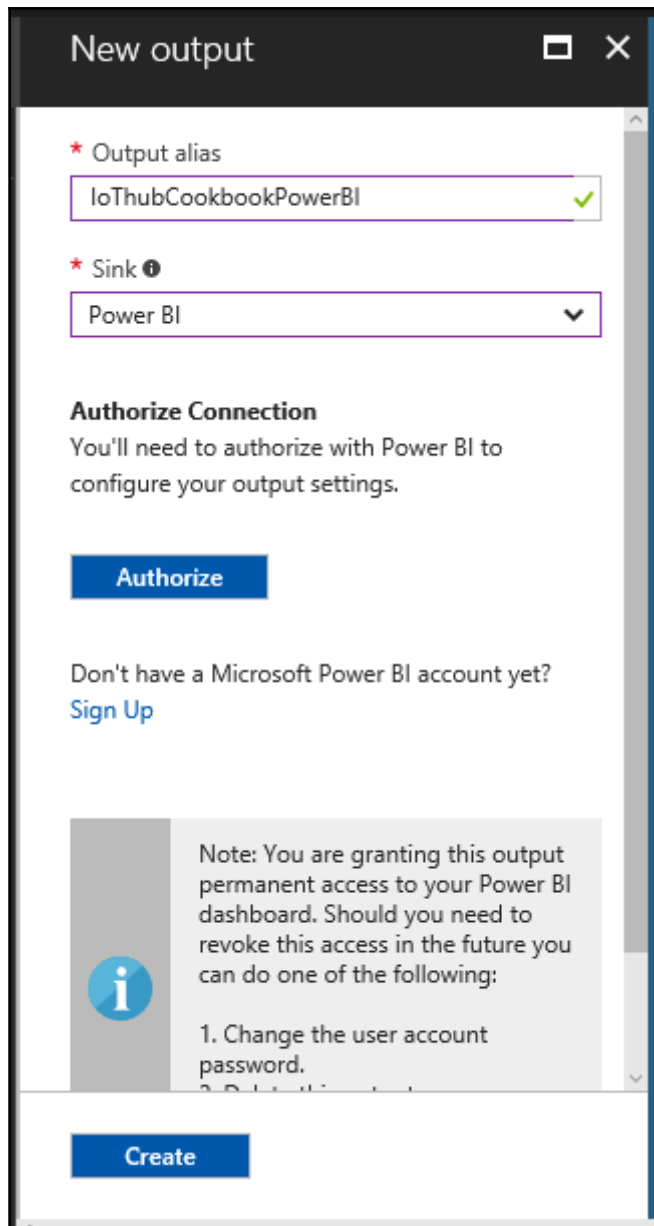 New output
* Output alias
IoThubCookbookPowerBI
* Sink
Power BI
Authorize Connection
You'll need to authorize with Power BI to
configure your output settings.
Authorize
Don't have a Microsoft Power BI account yet?
Sign Up
Note: You are granting this output
permanent access to your Power BI
dashboard. Should you need to
revoke this access in the future you
can do one of the following:
1. Change the user account
password.
Create